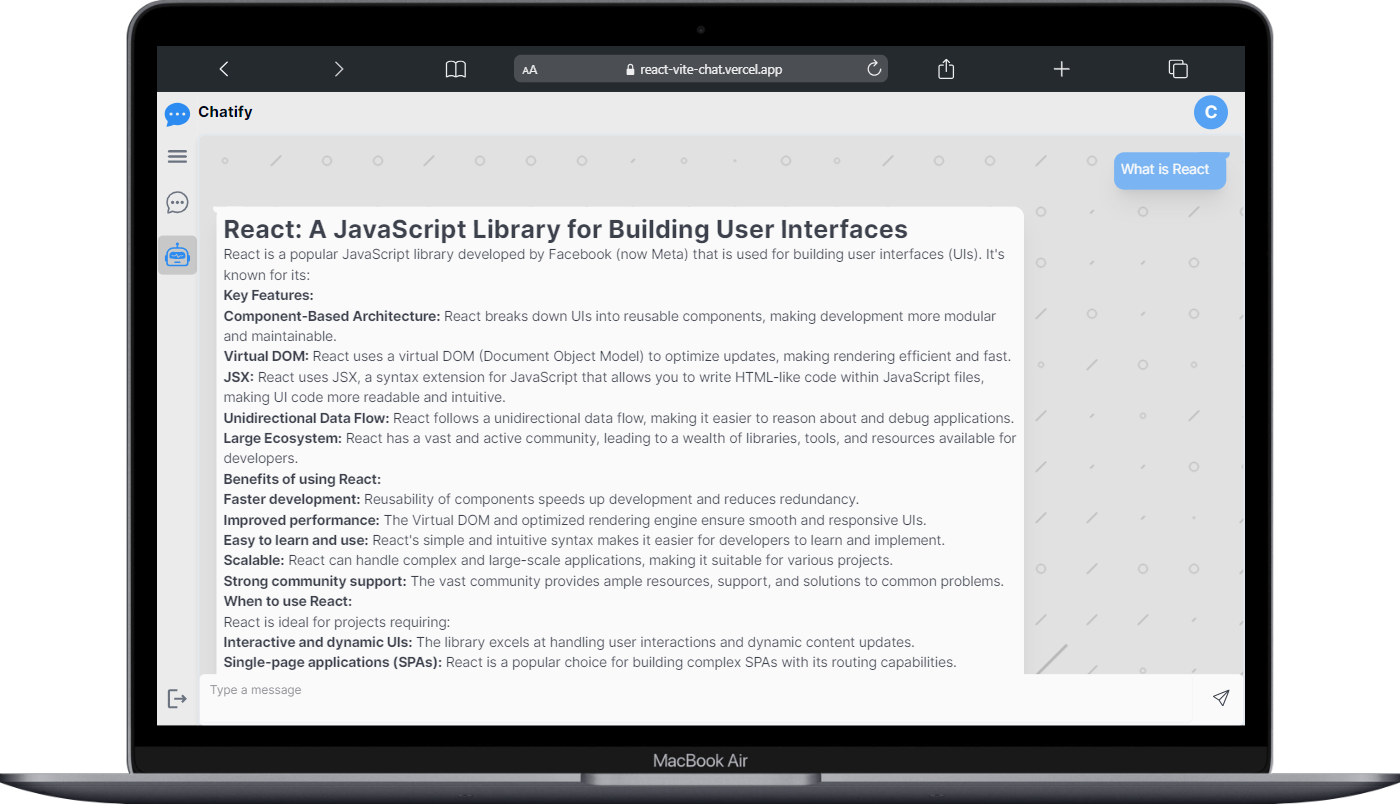 AA react-vite-chat.vercel.app
Chatify
C
What is React
React: A JavaScript Library for Building User Interfaces
React is a popular JavaScript library developed by Facebook (now Meta) that is used for building user interfaces (UIs). It's
known for its:
Key Features:
Component-Based Architecture: React breaks down UIs into reusable components, making development more modular
and maintainable.
Virtual DOM: React uses a virtual DOM (Document Object Model) to optimize updates, making rendering efficient and fast.
JSX: React uses JSX, a syntax extension for JavaScript that allows you to write HTML-like code within JavaScript files,
making UI code more readable and intuitive.
Unidirectional Data Flow: React follows a unidirectional data flow, making it easier to reason about and debug applications.
Large Ecosystem: React has a vast and active community, leading to a wealth of libraries, tools, and resources available for
developers.
Benefits of using React:
Faster development: Reusability of components speeds up development and reduces redundancy.
Improved performance: The Virtual DOM and optimized rendering engine ensure smooth and responsive UIs.
Easy to learn and use: React's simple and intuitive syntax makes it easier for developers to learn and implement.
Scalable: React can handle complex and large-scale applications, making it suitable for various projects.
Strong community support: The vast community provides ample resources, support, and solutions to common problems.
When to use React:
React is ideal for projects requiring:
Interactive and dynamic UIs: The library excels at handling user interactions and dynamic content updates.
Single-page applications (SPAs): React is a popular choice for building complex SPAs with its routing capabilities.
Type a message
MacBook Air